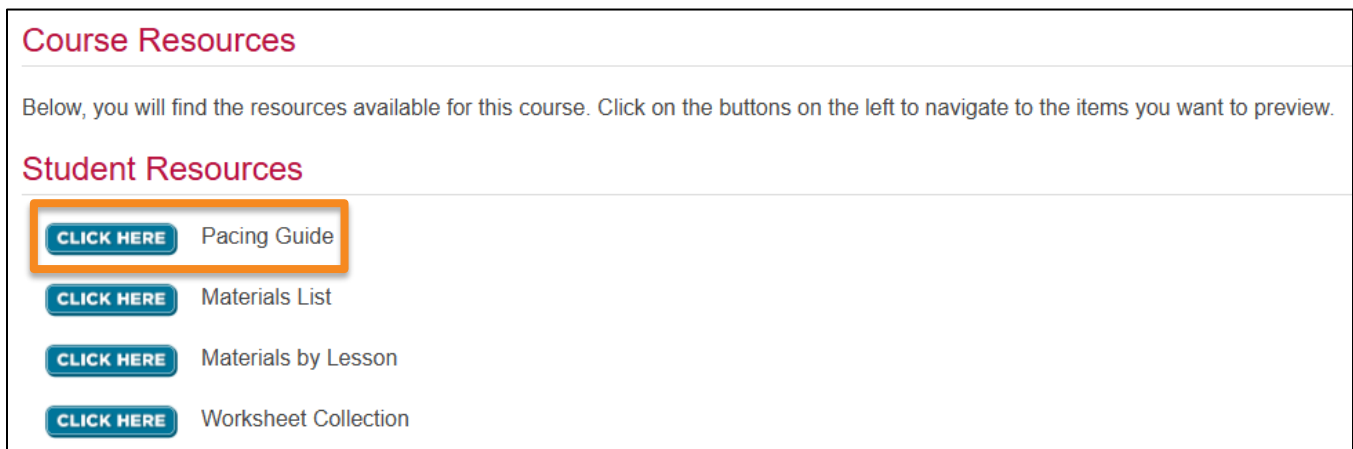 Course Resources
Below, you will find the resources available for this course. Click on the buttons on the left to navigate to the items you want to preview.
Student Resources
CLICK HERE Pacing Guide
CLICK HERE Materials List
CLICK HERE Materials by Lesson
CLICK HERE Worksheet Collection